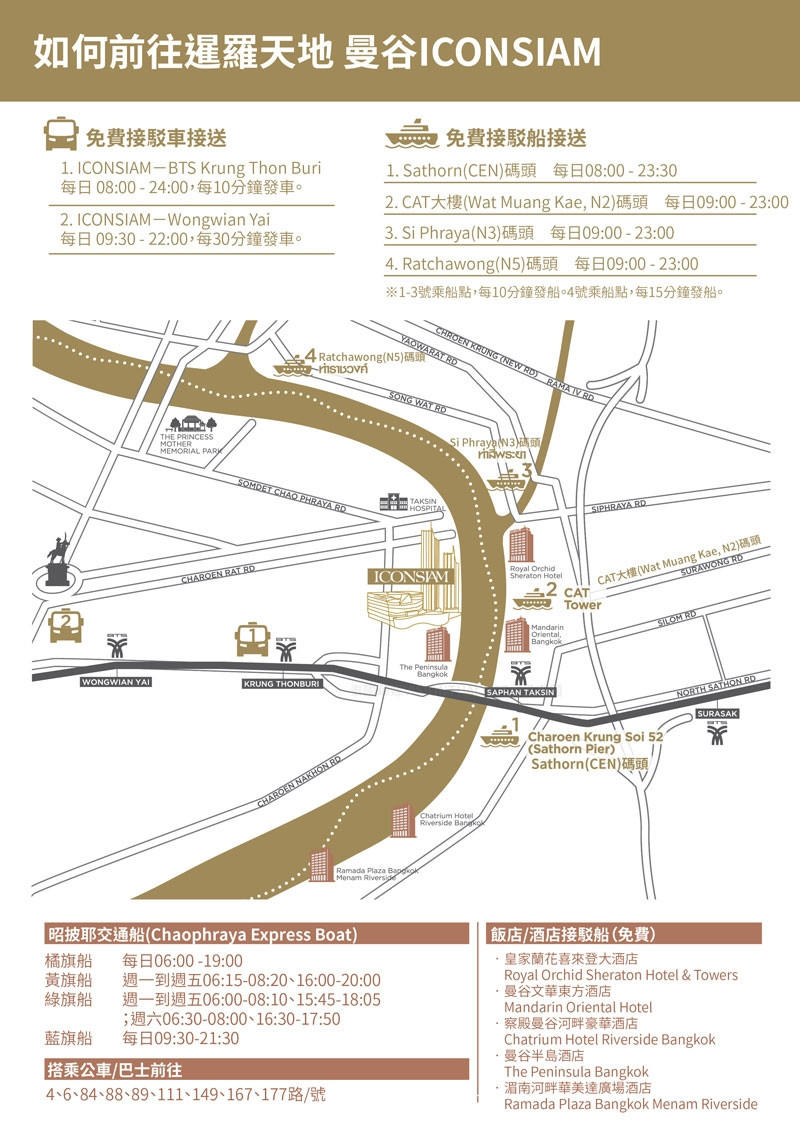 如何前往暹羅天地 曼谷ICONSIAM
免費接駁車接送
1. ICONSIAM－BTS Krung Thon Buri
每日 08:00 - 24:00，每10分鐘發車。
2. ICONSIAM－Wongwian Yai
每日 09:30 - 22:00，每30分鐘發車。
免費接駁船接送
1. Sathorn(CEN)碼頭 每日08:00 - 23:30
2. CAT大樓(Wat Muang Kae, N2)碼頭 每日09:00 - 23:00
3. Si Phraya(N3)碼頭 每日09:00 - 23:00
4. Ratchawong(N5)碼頭 每日09:00 - 23:00
※1-3號乘船點，每10分鐘發船。4號乘船點，每15分鐘發船。
CHROEN KRUNG (NEW RD)
YAOWARAT RD
RAMA IV RD
4 Ratchawong(N5)碼頭
ท่าราชวงศ์
SONG WAT RD
THE PRINCESS
MOTHER
MEMORIAL PARK
Si Phraya(N3)碼頭
ท่าสี่พระยา
3
SOMDET CHAO PHRAYA RD
TAKSIN
HOSPITAL
SIPHRAYA RD
CHAROEN RAT RD
ICONSIAM
Royal Orchid
Sheraton Hotel
CAT大樓(Wat Muang Kae, N2)碼頭
SURAWONG RD
2 CAT
Tower
SILOM RD
Mandarin
Oriental,
Bangkok
2
BTS
1
BTS
The Peninsula
Bangkok
BTS
WONGWIAN YAI
KRUNG THONBURI
SAPHAN TAKSIN
NORTH SATHON RD
SURASAK
BTS
1
Charoen Krung Soi 52
(Sathorn Pier)
Sathorn(CEN)碼頭
CHAROEN NAKHON RD
Chatrium Hotel
Riverside Bangkok
Ramada Plaza Bangkok
Menam Riverside
昭披耶交通船(Chaophraya Express Boat)
橘旗船 每日06:00 -19:00
黃旗船 週一到週五06:15-08:20、16:00-20:00
綠旗船 週一到週五06:00-08:10、15:45-18:05
；週六06:30-08:00、16:30-17:50
藍旗船 每日09:30-21:30
搭乘公車/巴士前往
4、6、84、88、89、111、149、167、177路/號
飯店/酒店接駁船（免費）
· 皇家蘭花喜來登大酒店
Royal Orchid Sheraton Hotel & Towers
· 曼谷文華東方酒店
Mandarin Oriental Hotel
· 察殿曼谷河畔豪華酒店
Chatrium Hotel Riverside Bangkok
· 曼谷半島酒店
The Peninsula Bangkok
· 湄南河畔華美達廣場酒店
Ramada Plaza Bangkok Menam Riverside